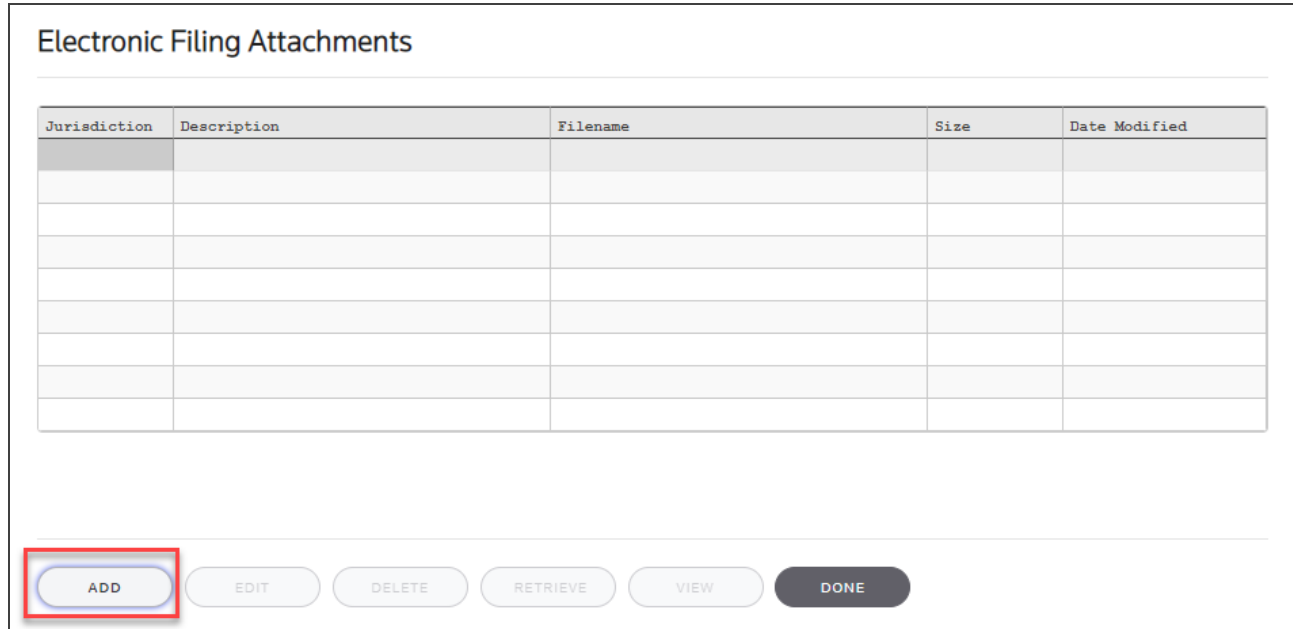 Electronic Filing Attachments
Jurisdiction Description Filename Size Date Modified
ADD EDIT DELETE RETRIEVE VIEW DONE